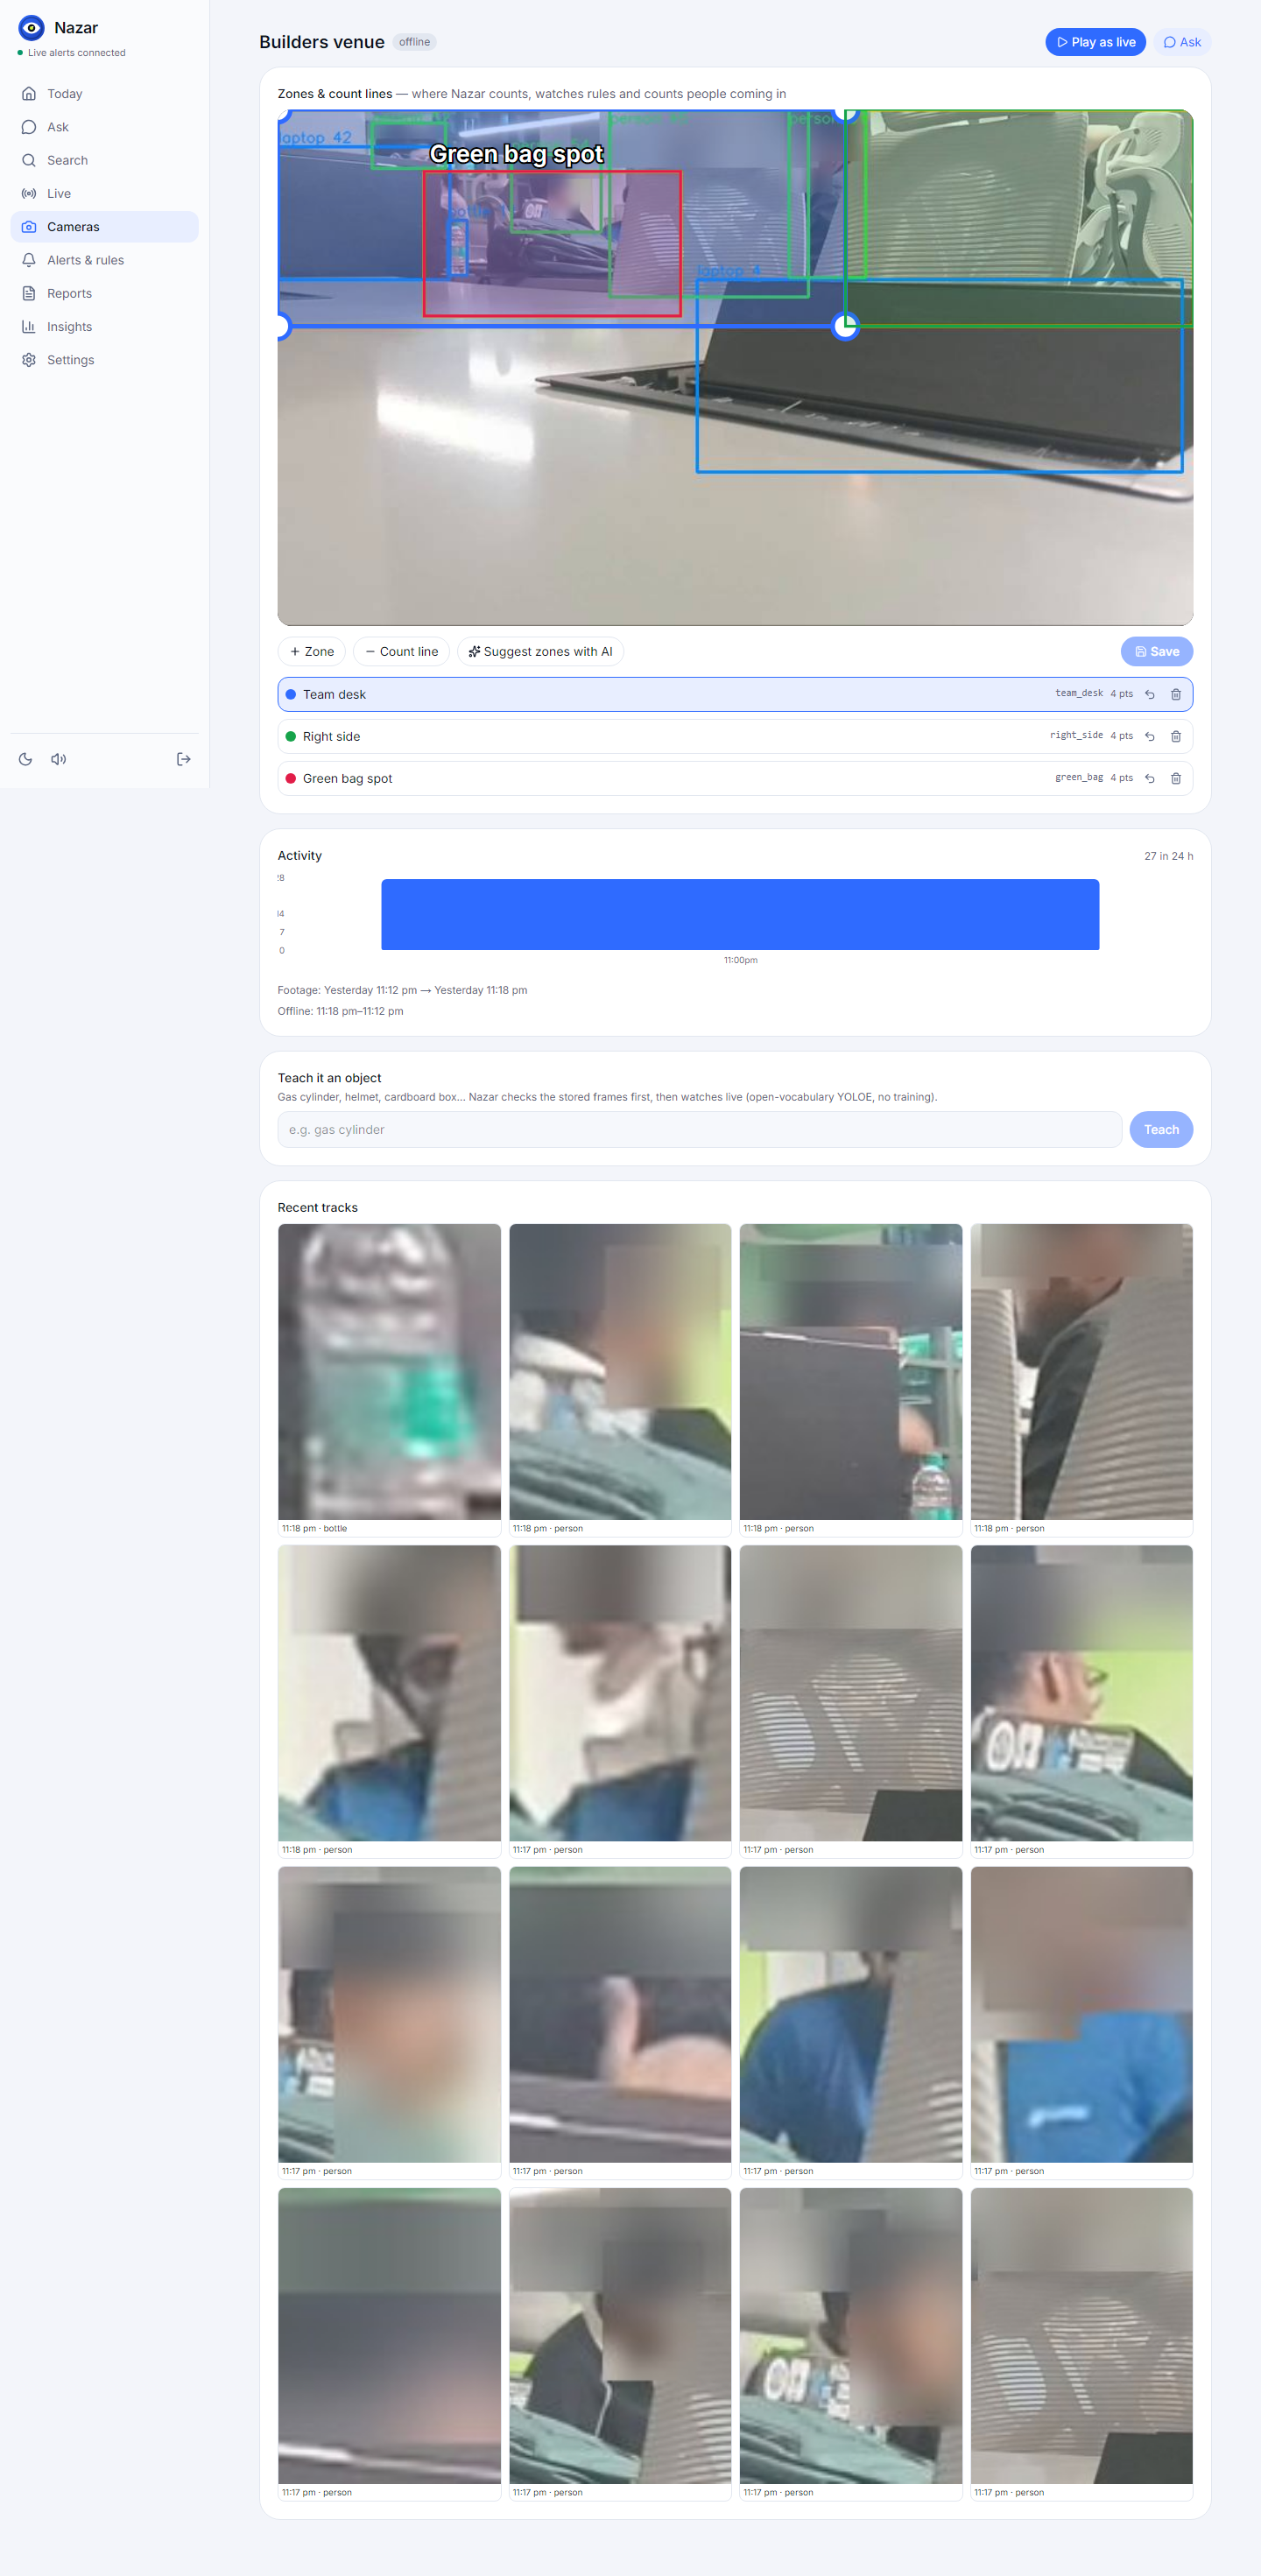 Nazar
Live alerts connected
Today
Ask
Search
Live
Cameras
Alerts & rules
Reports
Insights
Settings
Builders venue
offline
Play as live
Ask
Zones & count lines — where Nazar counts, watches rules and counts people coming in
laptop 42
Green bag spot
laptop 4
Zone
Count line
Suggest zones with AI
Save
Team desk
team_desk 4 pts
Right side
right_side 4 pts
Green bag spot
green_bag 4 pts
Activity
27 in 24 h
7
0
11:00pm
Footage: Yesterday 11:12 pm → Yesterday 11:18 pm
Offline: 11:18 pm–11:12 pm
Teach it an object
Gas cylinder, helmet, cardboard box... Nazar checks the stored frames first, then watches live (open-vocabulary YOLOE, no training).
e.g. gas cylinder
Teach
Recent tracks
11:18 pm · bottle
11:18 pm · person
11:18 pm · person
11:18 pm · person
11:18 pm · person
11:17 pm · person
11:17 pm · person
11:17 pm · person
11:17 pm · person
11:17 pm · person
11:17 pm · person
11:17 pm · person
11:17 pm · person
11:17 pm · person
11:17 pm · person
11:17 pm · person